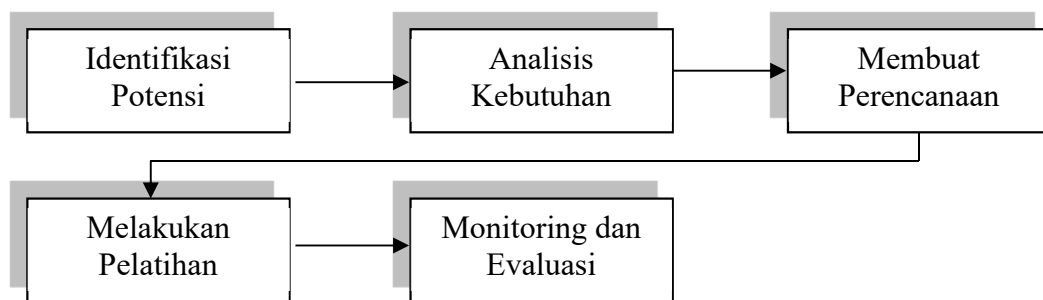 Identifikasi
Potensi
Analisis
Kebutuhan
Membuat
Perencanaan
Melakukan
Pelatihan
Monitoring dan
Evaluasi